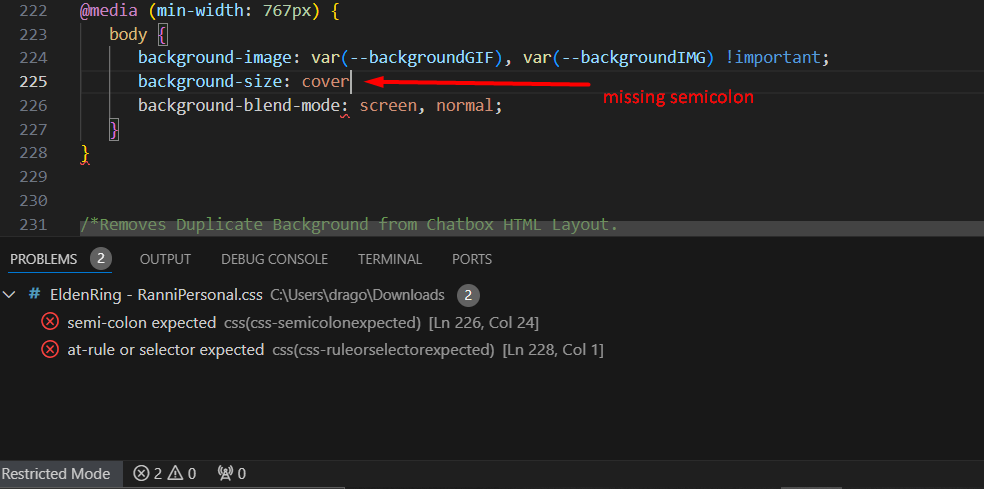 222 @media (min-width: 767px) {
223 body {
224 background-image: var(--backgroundGIF), var(--backgroundIMG) !important;
225 background-size: cover
missing semicolon
226 background-blend-mode: screen, normal;
227 }
228 }
229
230
231 /*Removes Duplicate Background from Chatbox HTML Layout.
PROBLEMS 2 OUTPUT DEBUG CONSOLE TERMINAL PORTS
# EldenRing - RanniPersonal.css C:\Users\drago\Downloads 2
semi-colon expected css(css-semicolonexpected) [Ln 226, Col 24]
at-rule or selector expected css(css-ruleorselectorexpected) [Ln 228, Col 1]
Restricted Mode 2 0 0